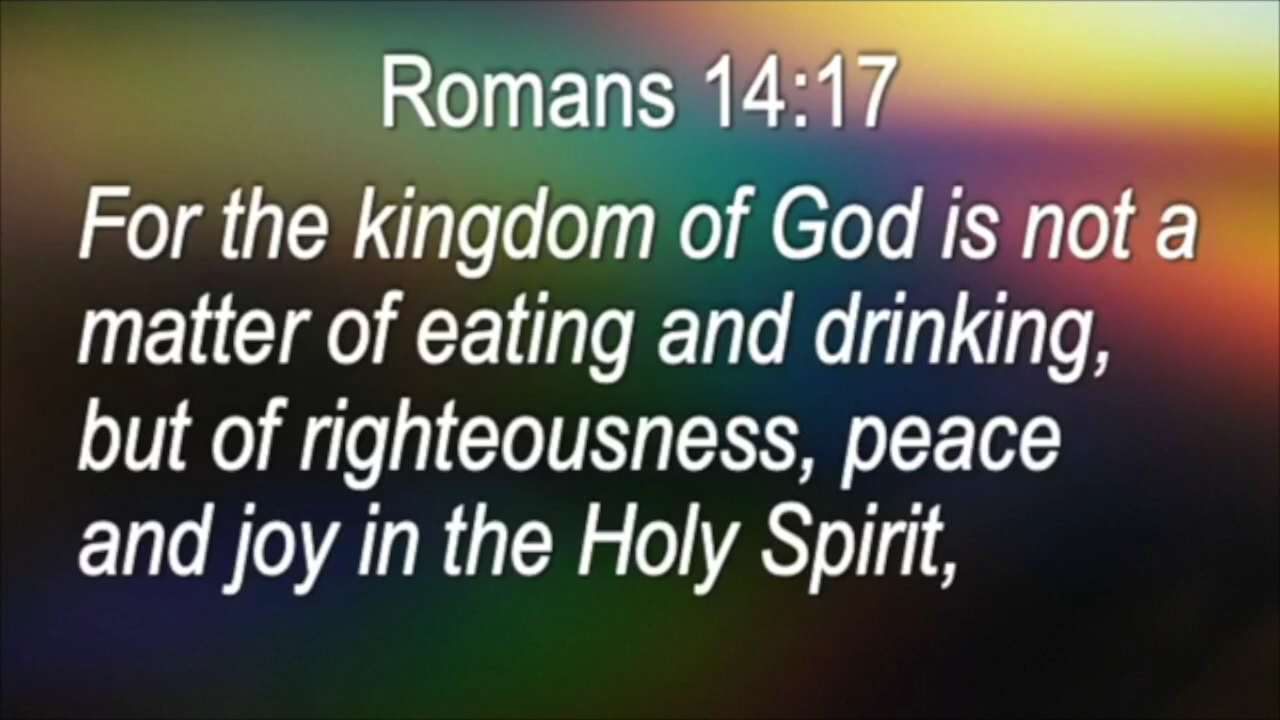 Romans 14:17
For the kingdom of God is not a
matter of eating and drinking,
but of righteousness, peace
and joy in the Holy Spirit,